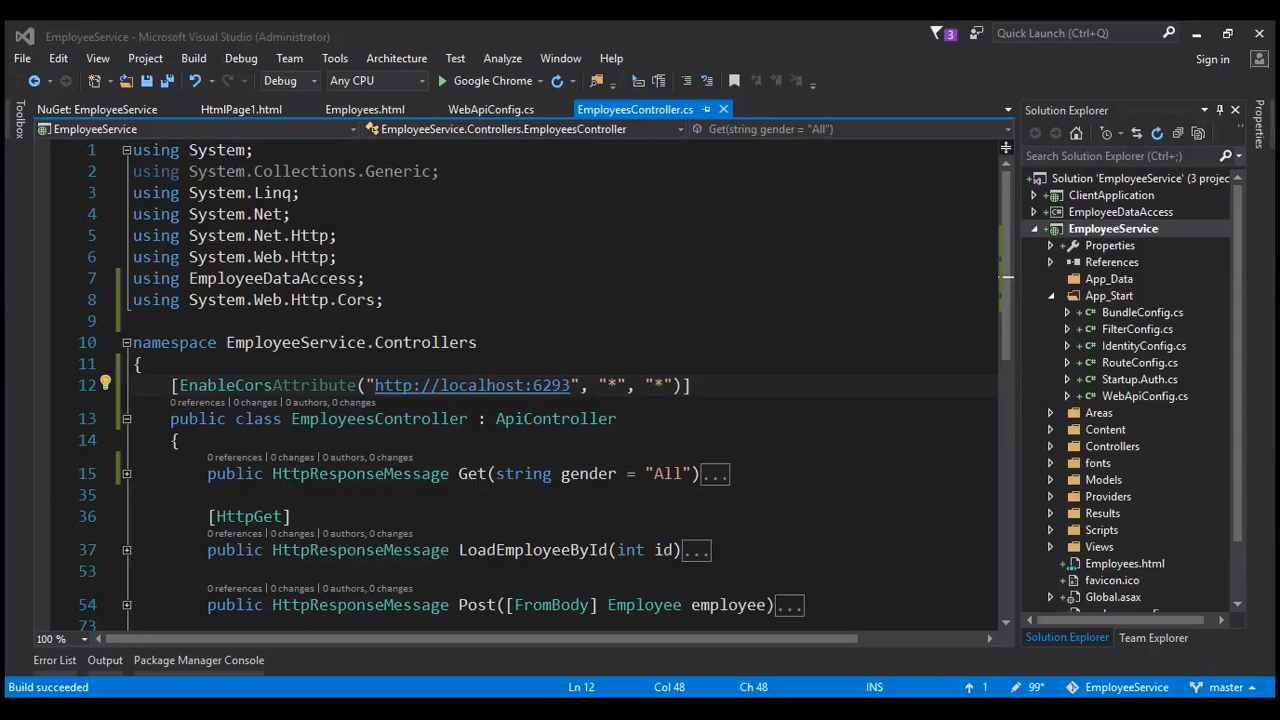 EmployeeService - Microsoft Visual Studio (Administrator)
3
Quick Launch (Ctrl+Q)
File Edit View Project Build Debug Team Tools Architecture Test Analyze Window Help
Sign in
Debug Any CPU Google Chrome
Toolbox
NuGet: EmployeeService HtmlPage1.html Employees.html WebApiConfig.cs EmployeesController.cs
EmployeeService EmployeeService.Controllers.EmployeesController Get(string gender = "All")
1 using System;
2 using System.Collections.Generic;
3 using System.Linq;
4 using System.Net;
5 using System.Net.Http;
6 using System.Web.Http;
7 using EmployeeDataAccess;
8 using System.Web.Http.Cors;
9
10 namespace EmployeeService.Controllers
11 {
12 [EnableCorsAttribute("http://localhost:6293", "*", "*")]
0 references | 0 changes | 0 authors, 0 changes
13 public class EmployeesController : ApiController
14 {
0 references | 0 changes | 0 authors, 0 changes
15 public HttpResponseMessage Get(string gender = "All")...
35
36 [HttpGet]
0 references | 0 changes | 0 authors, 0 changes
37 public HttpResponseMessage LoadEmployeeById(int id)...
53
0 references | 0 changes | 0 authors, 0 changes
54 public HttpResponseMessage Post([FromBody] Employee employee)...
73
100 %
Solution Explorer
Search Solution Explorer (Ctrl+;)
Solution 'EmployeeService' (3 projec
ClientApplication
EmployeeDataAccess
EmployeeService
Properties
References
App_Data
App_Start
BundleConfig.cs
FilterConfig.cs
IdentityConfig.cs
RouteConfig.cs
Startup.Auth.cs
WebApiConfig.cs
Areas
Content
Controllers
fonts
Models
Providers
Results
Scripts
Views
Employees.html
favicon.ico
Global.asax
Solution Explorer Team Explorer
Properties
Error List Output Package Manager Console
Build succeeded Ln 12 Col 48 Ch 48 INS 1 99* EmployeeService master